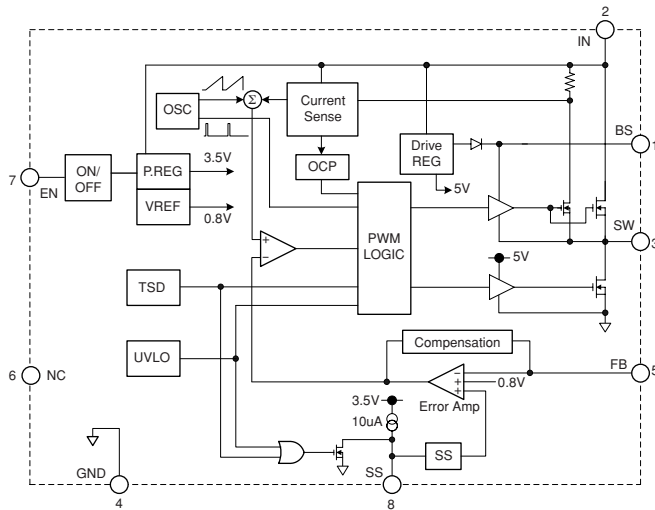 2
IN
OSC
Σ
Current
Sense
BS
1
ON/
OFF
P.REG
3.5V
OCP
Drive
REG
5V
7
EN
VREF
0.8V
SW
3
+
−
PWM
LOGIC
5V
TSD
6
NC
UVLO
Compensation
FB
5
−
+
+
0.8V
Error Amp
3.5V
10uA
SS
GND
4
SS
8